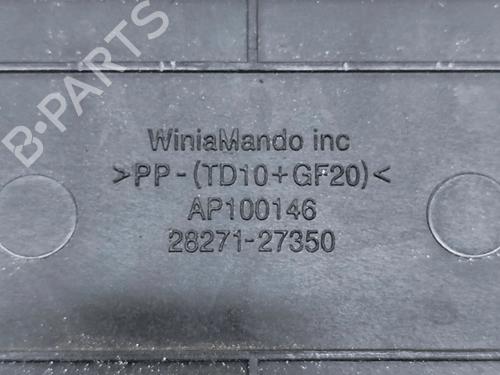 B-PARTS
WiniaMando inc
>PP-(TD10+GF20)<
AP100146
28271-27350